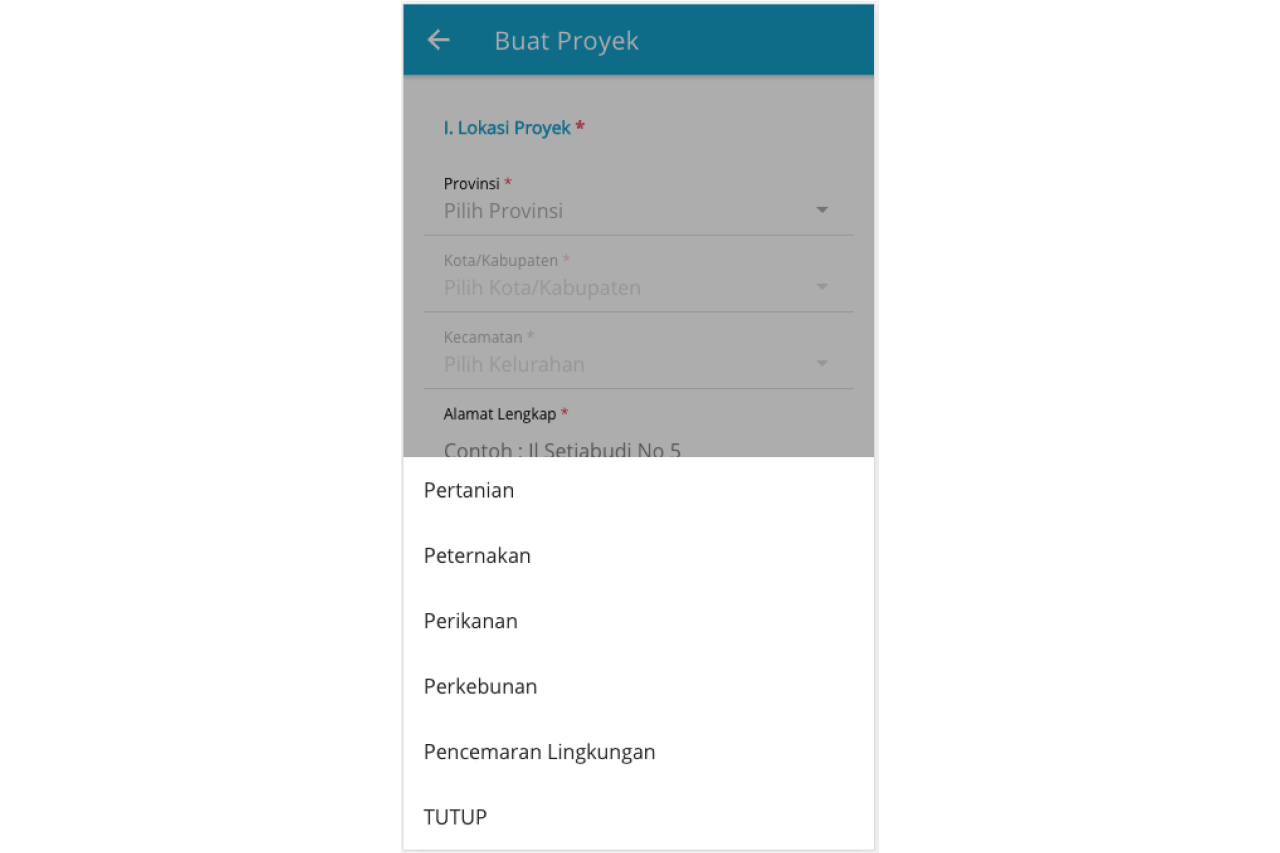 Buat Proyek
I. Lokasi Proyek *
Provinsi *
Pilih Provinsi
Kota/Kabupaten *
Pilih Kota/Kabupaten
Kecamatan *
Pilih Kelurahan
Alamat Lengkap *
Contoh : Jl Setiabudi No 5
Pertanian
Peternakan
Perikanan
Perkebunan
Pencemaran Lingkungan
TUTUP